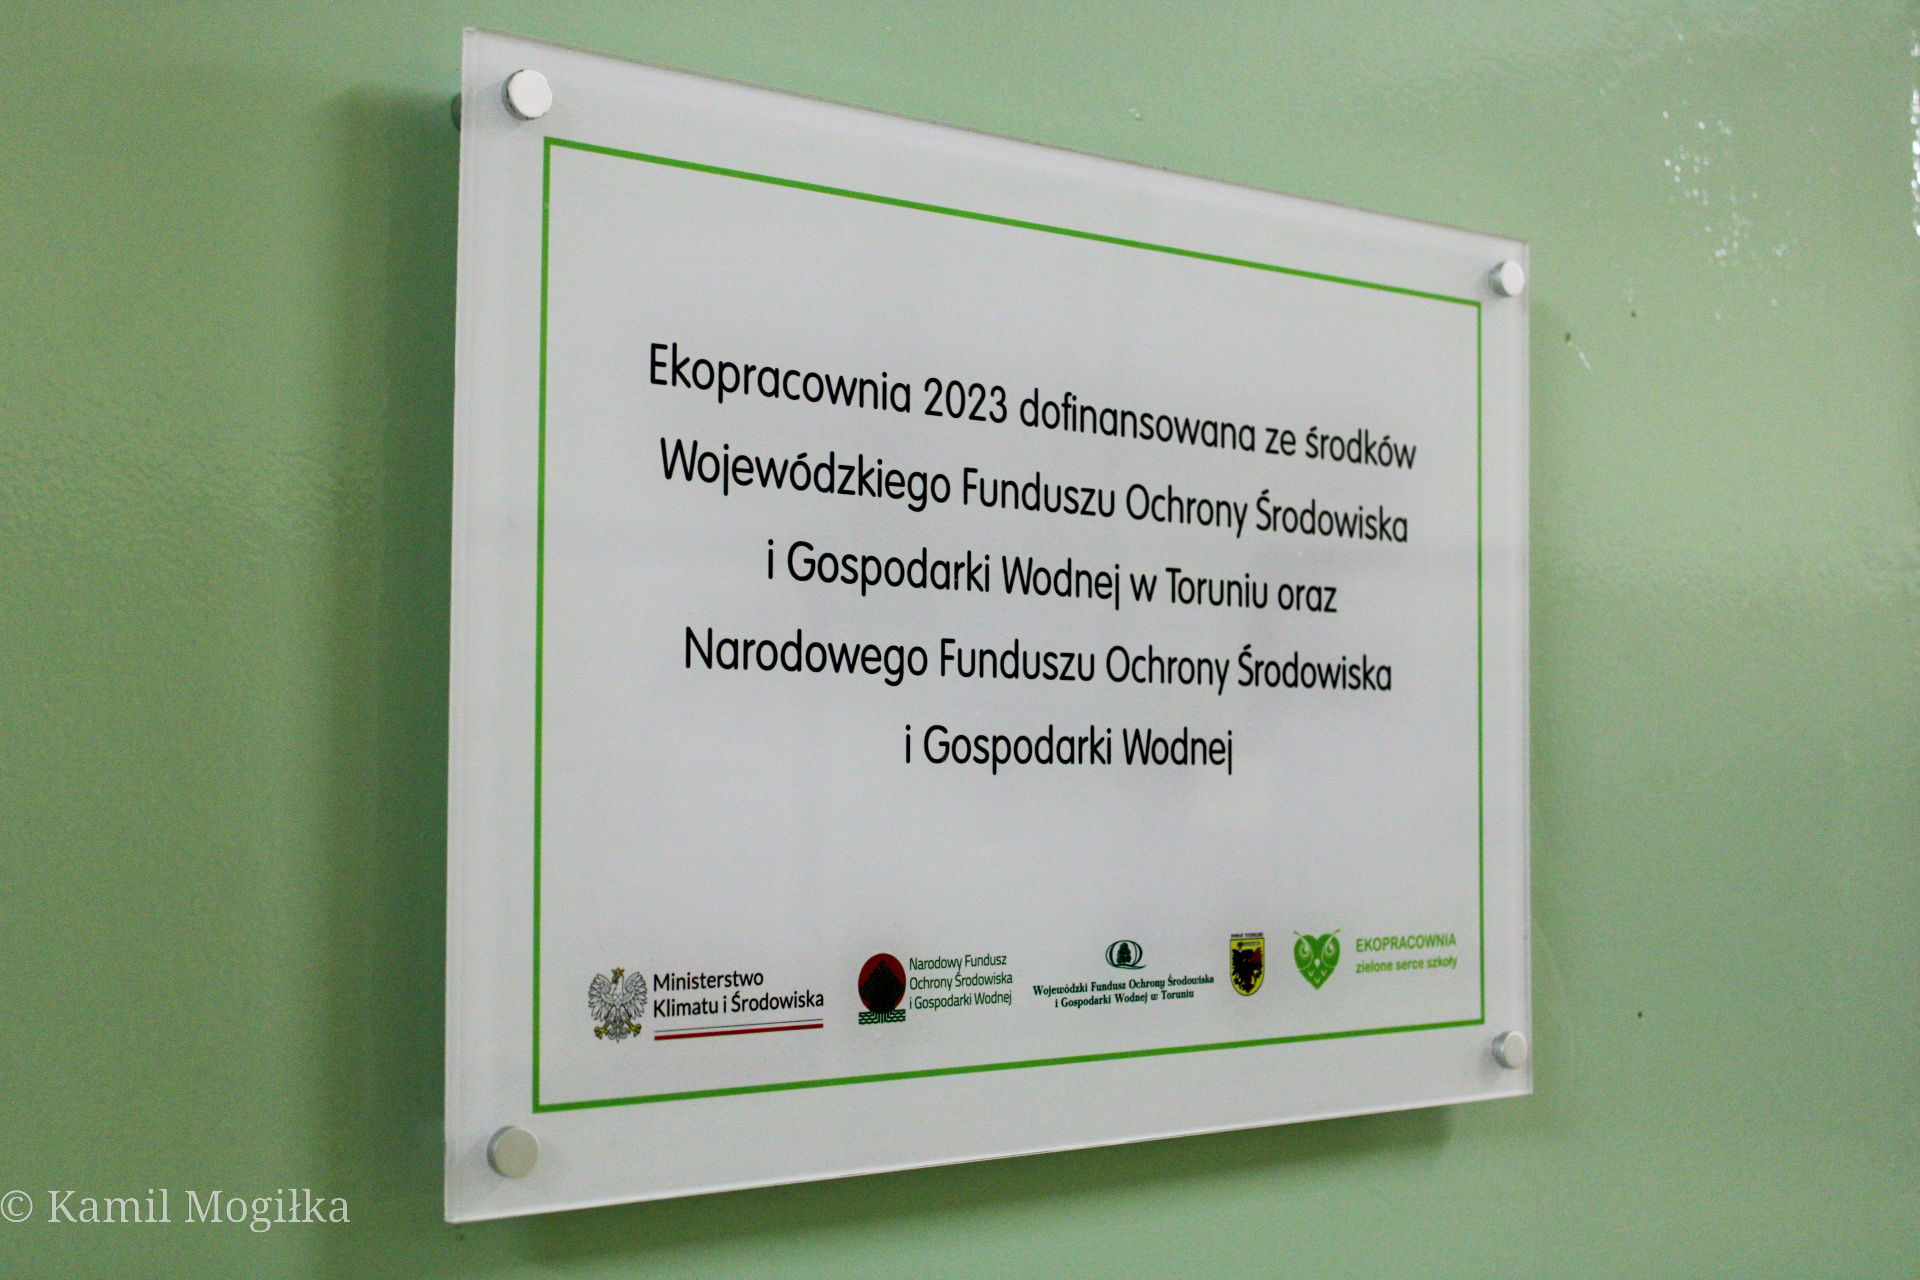 Ekopracownia 2023 dofinansowana ze środków
Wojewódzkiego Funduszu Ochrony Środowiska
i Gospodarki Wodnej w Toruniu oraz
Narodowego Funduszu Ochrony Środowiska
i Gospodarki Wodnej
Ministerstwo
Klimatu i Środowiska
Narodowy Fundusz
Ochrony Środowiska
i Gospodarki Wodnej
Wojewódzki Fundusz Ochrony Środowiska
i Gospodarki Wodnej w Toruniu
EKOPRACOWNIA
zielone serce szkoły
© Kamil Mogiłka